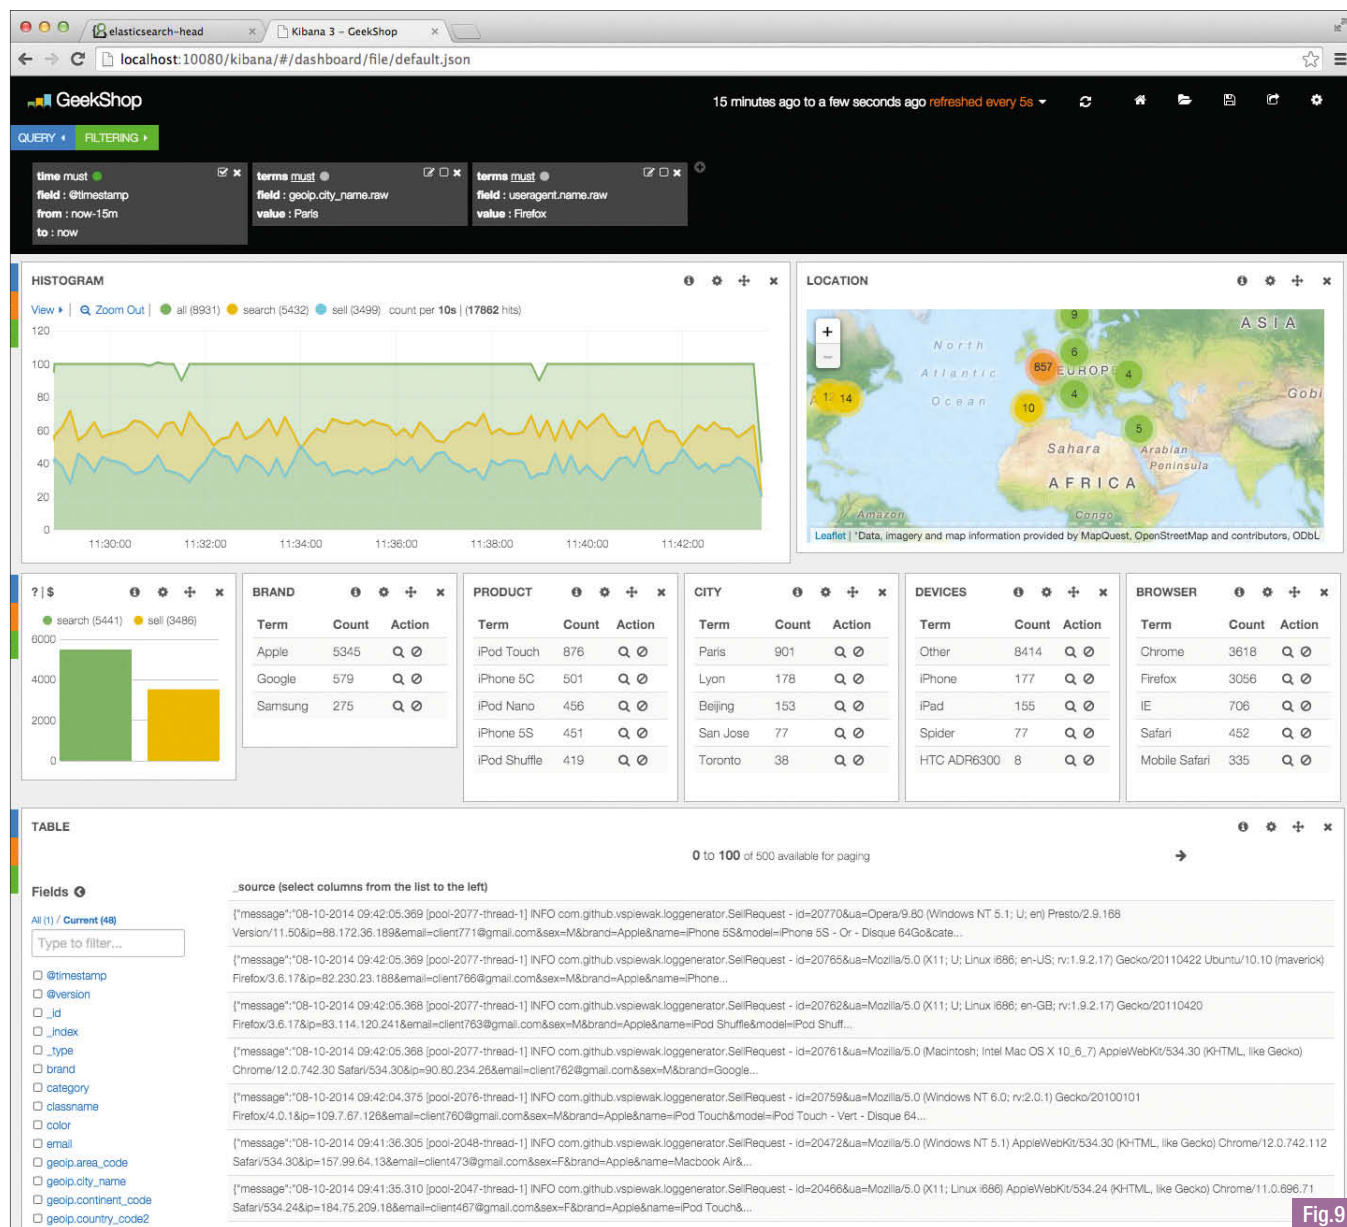 elasticsearch-head
Kibana 3 – GeekShop
localhost:10080/kibana/#/dashboard/file/default.json
GeekShop
15 minutes ago to a few seconds ago refreshed every 5s
QUERY
FILTERING
time must
field : @timestamp
from : now-15m
to : now
terms must
field : geoip.city_name.raw
value : Paris
terms must
field : useragent.name.raw
value : Firefox
HISTOGRAM
View
Zoom Out
all (8931) search (5432) sell (3499) count per 10s | (17862 hits)
120
100
80
60
40
20
0
11:30:00 11:32:00 11:34:00 11:36:00 11:38:00 11:40:00 11:42:00
LOCATION
+
−
North
Atlantic
Ocean
EUROP
ASIA
Gobi
Sahara
Arabian
Peninsula
AFRICA
Amazon
Congo
9
6
857
4
4
10
5
14
Leaflet | "Data, imagery and map information provided by MapQuest, OpenStreetMap and contributors, ODbL
? | $
search (5441) sell (3486)
6000
4000
2000
0
BRAND
Term Count Action
Apple 5345
Google 579
Samsung 275
PRODUCT
Term Count Action
iPod Touch 876
iPhone 5C 501
iPod Nano 456
iPhone 5S 451
iPod Shuffle 419
CITY
Term Count Action
Paris 901
Lyon 178
Beijing 153
San Jose 77
Toronto 38
DEVICES
Term Count Action
Other 8414
iPhone 177
iPad 155
Spider 77
HTC ADR6300 8
BROWSER
Term Count Action
Chrome 3618
Firefox 3056
IE 706
Safari 452
Mobile Safari 335
TABLE
0 to 100 of 500 available for paging
Fields
All (1) / Current (48)
Type to filter...
@timestamp
@version
_id
_index
_type
brand
category
classname
color
email
geoip.area_code
geoip.city_name
geoip.continent_code
geoip.country_code2
_source (select columns from the list to the left)
{"message":"08-10-2014 09:42:05.369 [pool-2077-thread-1] INFO com.github.vspiewak.loggenerator.SellRequest - id=20770&ua=Opera/9.80 (Windows NT 5.1; U; en) Presto/2.9.168
Version/11.50&ip=88.172.36.189&email=client771@gmail.com&sex=M&brand=Apple&name=iPhone 5S&model=iPhone 5S - Or - Disque 64Go&cate...
{"message":"08-10-2014 09:42:05.369 [pool-2077-thread-1] INFO com.github.vspiewak.loggenerator.SellRequest - id=20765&ua=Mozilla/5.0 (X11; U; Linux i686; en-US; rv:1.9.2.17) Gecko/20110422 Ubuntu/10.10 (maverick)
Firefox/3.6.17&ip=82.230.23.188&email=client766@gmail.com&sex=M&brand=Apple&name=iPhone...
{"message":"08-10-2014 09:42:05.368 [pool-2077-thread-1] INFO com.github.vspiewak.loggenerator.SellRequest - id=20762&ua=Mozilla/5.0 (X11; U; Linux i686; en-GB; rv:1.9.2.17) Gecko/20110420
Firefox/3.6.17&ip=83.114.120.241&email=client763@gmail.com&sex=M&brand=Apple&name=iPod Shuffle&model=iPod Shuff...
{"message":"08-10-2014 09:42:05.368 [pool-2077-thread-1] INFO com.github.vspiewak.loggenerator.SellRequest - id=20761&ua=Mozilla/5.0 (Macintosh; Intel Mac OS X 10_6_7) AppleWebKit/534.30 (KHTML, like Gecko)
Chrome/12.0.742.30 Safari/534.30&ip=90.80.234.26&email=client762@gmail.com&sex=M&brand=Google...
{"message":"08-10-2014 09:42:04.375 [pool-2076-thread-1] INFO com.github.vspiewak.loggenerator.SellRequest - id=20759&ua=Mozilla/5.0 (Windows NT 6.0; rv:2.0.1) Gecko/20100101
Firefox/4.0.1&ip=109.7.67.126&email=client760@gmail.com&sex=M&brand=Apple&name=iPod Touch&model=iPod Touch - Vert - Disque 64...
{"message":"08-10-2014 09:41:36.305 [pool-2048-thread-1] INFO com.github.vspiewak.loggenerator.SellRequest - id=20472&ua=Mozilla/5.0 (Windows NT 5.1) AppleWebKit/534.30 (KHTML, like Gecko) Chrome/12.0.742.112
Safari/534.30&ip=157.99.64.13&email=client473@gmail.com&sex=F&brand=Apple&name=Macbook Air&...
{"message":"08-10-2014 09:41:35.310 [pool-2047-thread-1] INFO com.github.vspiewak.loggenerator.SellRequest - id=20466&ua=Mozilla/5.0 (X11; Linux i686) AppleWebKit/534.24 (KHTML, like Gecko) Chrome/11.0.696.71
Safari/534.24&ip=184.75.209.18&email=client467@gmail.com&sex=F&brand=Apple&name=iPod Touch&...
Fig.9